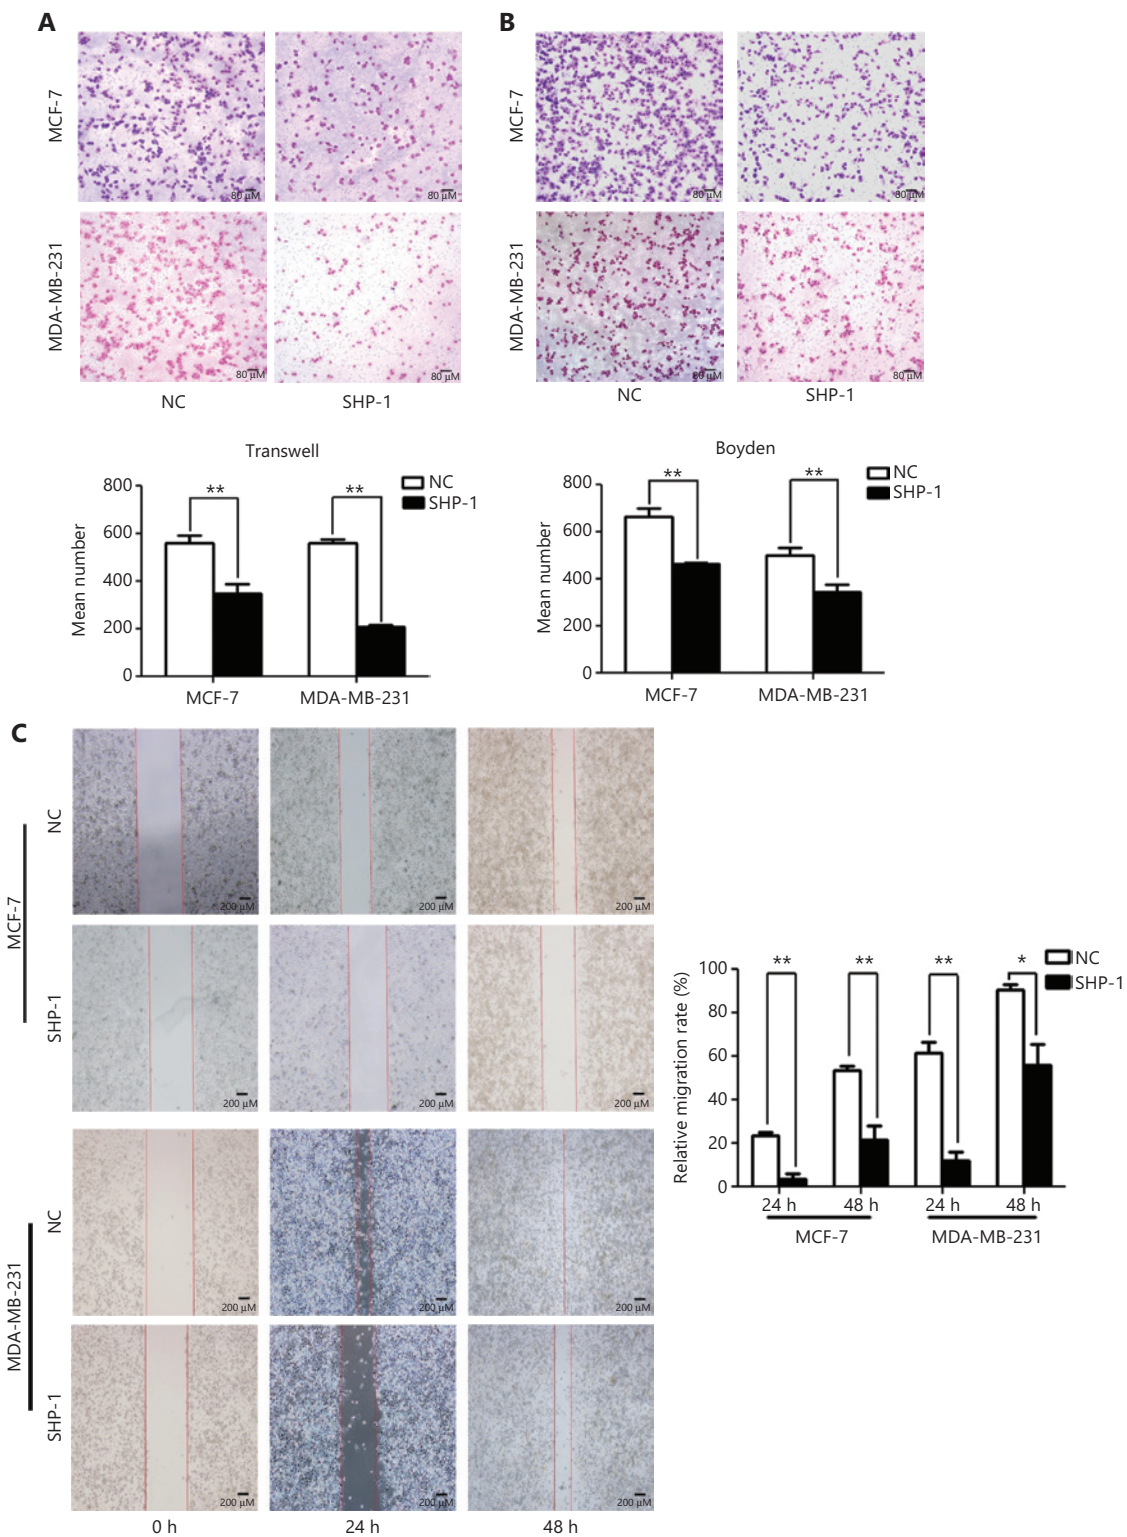 A
B
MCF-7
80 μM
80 μM
MCF-7
80 μM
80 μM
MDA-MB-231
80 μM
80 μM
MDA-MB-231
80 μM
80 μM
NC
SHP-1
NC
SHP-1
Transwell
NC
SHP-1
Mean number
800
600
400
200
0
**
**
MCF-7
MDA-MB-231
Boyden
NC
SHP-1
Mean number
800
600
400
200
0
**
**
MCF-7
MDA-MB-231
C
MCF-7
NC
200 μM
200 μM
200 μM
SHP-1
200 μM
200 μM
200 μM
MDA-MB-231
NC
200 μM
200 μM
200 μM
SHP-1
200 μM
200 μM
200 μM
0 h
24 h
48 h
NC
SHP-1
Relative migration rate (%)
100
80
60
40
20
0
**
**
**
*
24 h
48 h
24 h
48 h
MCF-7
MDA-MB-231